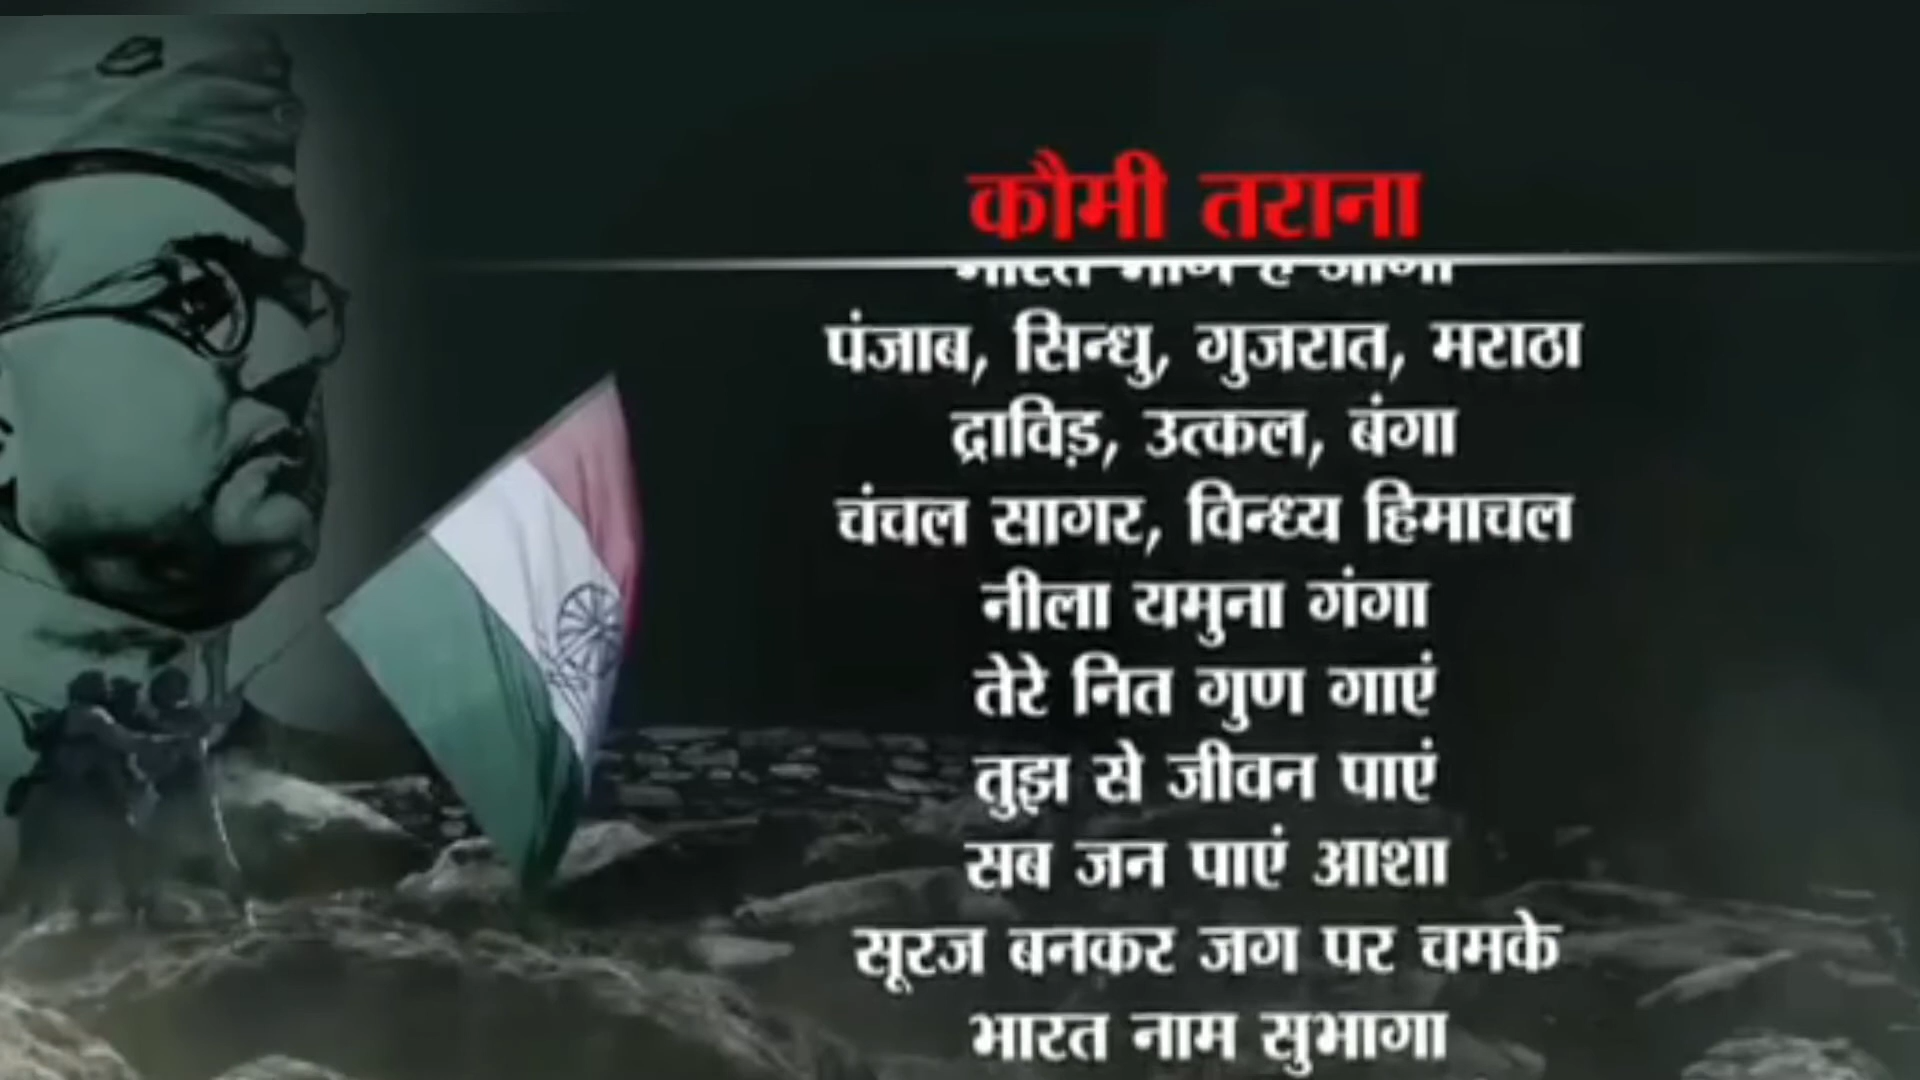 कौमी तराना
भारत
पंजाब, सिन्धु, गुजरात, मराठा
द्राविड़, उत्कल, बंगा
चंचल सागर, विन्ध्य हिमाचल
नीला यमुना गंगा
तेरे नित गुण गाएं
तुझ से जीवन पाएं
सब जन पाएं आशा
सूरज बनकर जग पर चमके
भारत नाम सुभागा